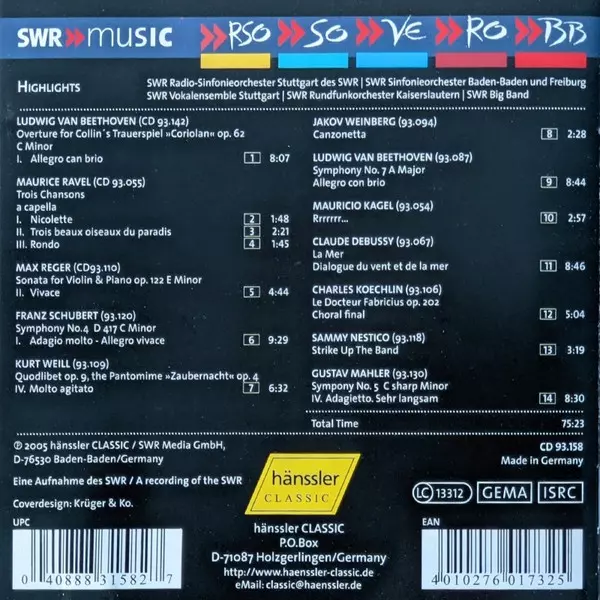 SWR»music »RSO »SO »VE »RO »BB
HIGHLIGHTS
SWR Radio-Sinfonieorchester Stuttgart des SWR | SWR Sinfonieorchester Baden-Baden und Freiburg
SWR Vokalensemble Stuttgart | SWR Rundfunkorchester Kaiserslautern | SWR Big Band
LUDWIG VAN BEETHOVEN (CD 93.142)
Overture for Collin´s Trauerspiel »Coriolan« op. 62
C Minor
I. Allegro can brio 1 8:07
MAURICE RAVEL (CD 93.055)
Trois Chansons
a capella
I. Nicolette 2 1:48
II. Trois beaux oiseaux du paradis 3 2:21
III. Rondo 4 1:45
MAX REGER (CD93.110)
Sonata for Violin & Piano op. 122 E Minor
II. Vivace 5 4:44
FRANZ SCHUBERT (93.120)
Symphony No.4 D 417 C Minor
I. Adagio molto - Allegro vivace 6 9:29
KURT WEILL (93.109)
Quodlibet op. 9, the Pantomime »Zaubernacht« op. 4
IV. Molto agitato 7 6:32
JAKOV WEINBERG (93.094)
Canzonetta 8 2:28
LUDWIG VAN BEETHOVEN (93.087)
Symphony No. 7 A Major
Allegro con brio 9 8:44
MAURICIO KAGEL (93.054)
Rrrrrr... 10 2:57
CLAUDE DEBUSSY (93.067)
La Mer
Dialogue du vent et de la mer 11 8:46
CHARLES KOECHLIN (93.106)
Le Docteur Fabricius op. 202
Choral final 12 5:04
SAMMY NESTICO (93.118)
Strike Up The Band 13 3:19
GUSTAV MAHLER (93.130)
Sympony No. 5 C sharp Minor
IV. Adagietto. Sehr langsam 14 8:30
Total Time 75:23
℗ 2005 hänssler CLASSIC / SWR Media GmbH,
D-76530 Baden-Baden/Germany
Eine Aufnahme des SWR / A recording of the SWR
Coverdesign: Krüger & Ko.
hänssler
CLASSIC
CD 93.158
Made in Germany
LC 13312 GEMA ISRC
UPC
0 40888 31582 7
hänssler CLASSIC
P.O.Box
D-71087 Holzgerlingen/Germany
http://www.haenssler-classic.de
eMail: classic@haenssler.de
EAN
4 010276 017325